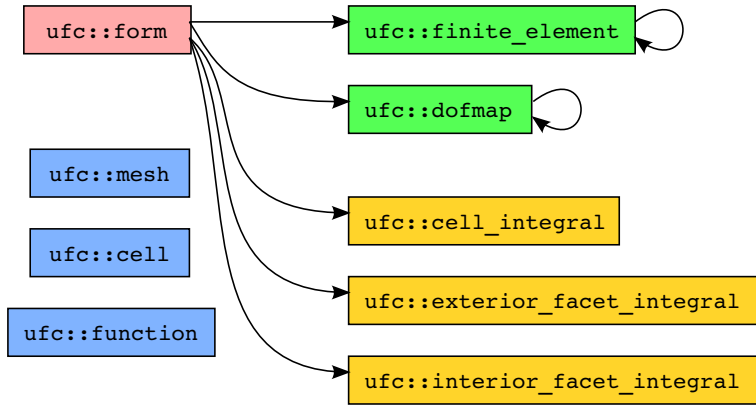 ufc::form
ufc::finite_element
ufc::dofmap
ufc::mesh
ufc::cell_integral
ufc::cell
ufc::exterior_facet_integral
ufc::function
ufc::interior_facet_integral